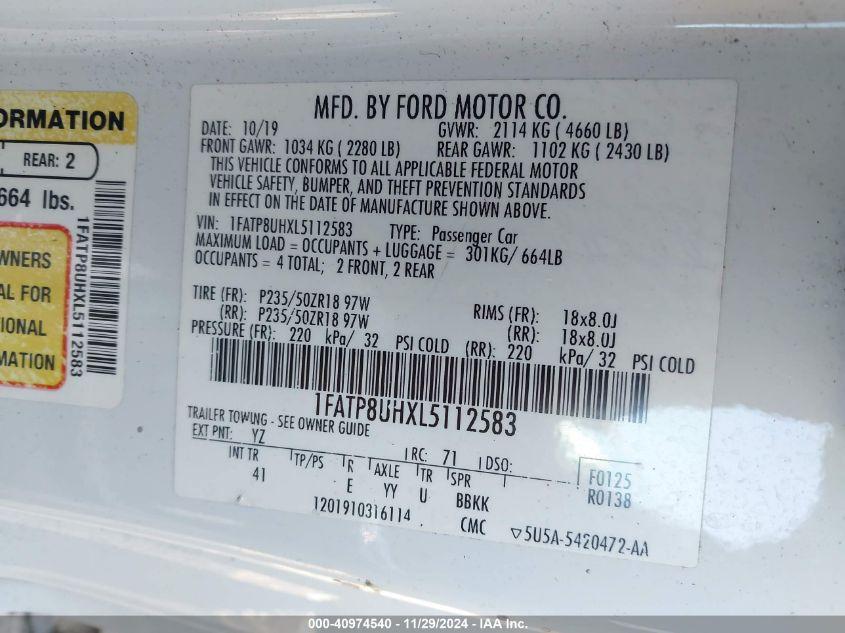 ORMATION
REAR: 2
664 lbs.
WNERS
AL FOR
IONAL
MATION
1FATP8UHXL5112583
MFD. BY FORD MOTOR CO.
DATE: 10/19 GVWR: 2114 KG ( 4660 LB)
FRONT GAWR: 1034 KG ( 2280 LB) REAR GAWR: 1102 KG ( 2430 LB)
THIS VEHICLE CONFORMS TO ALL APPLICABLE FEDERAL MOTOR
VEHICLE SAFETY, BUMPER, AND THEFT PREVENTION STANDARDS
IN EFFECT ON THE DATE OF MANUFACTURE SHOWN ABOVE.
VIN: 1FATP8UHXL5112583 TYPE: Passenger Car
MAXIMUM LOAD = OCCUPANTS + LUGGAGE = 301KG/ 664LB
OCCUPANTS = 4 TOTAL; 2 FRONT, 2 REAR
TIRE (FR): P235/50ZR18 97W RIMS (FR): 18x8.0J
(RR): P235/50ZR18 97W (RR): 18x8.0J
PRESSURE (FR): 220 kPa/ 32 PSI COLD (RR): 220 kPa/ 32 PSI COLD
1FATP8UHXL5112583
TRAILER TOWING - SEE OWNER GUIDE
EXT PNT: YZ RC: 71 DSO:
INT TR TP/PS R AXLE TR SPR F0125
41 E YY U BBKK R0138
1201910316114 CMC ▽5U5A-5420472-AA
000-40974540 - 11/29/2024 - IAA Inc.